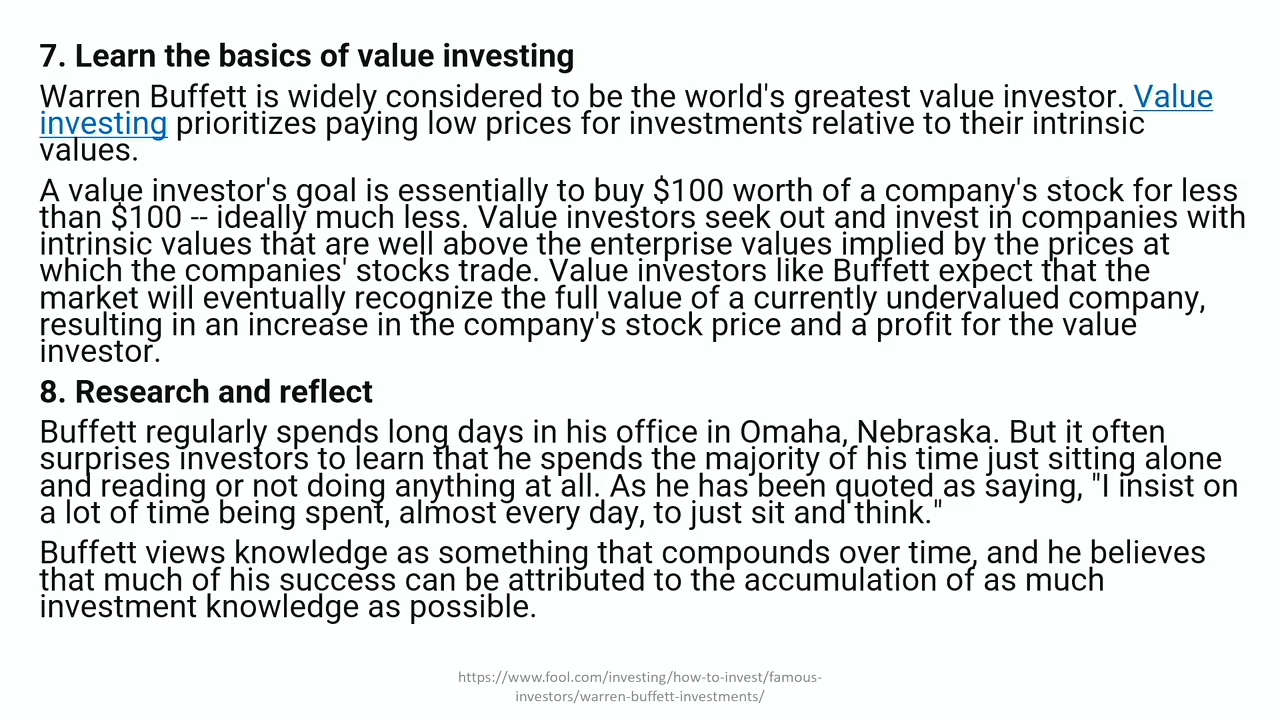 7. Learn the basics of value investing
Warren Buffett is widely considered to be the world's greatest value investor. Value
investing prioritizes paying low prices for investments relative to their intrinsic
values.
A value investor's goal is essentially to buy $100 worth of a company's stock for less
than $100 -- ideally much less. Value investors seek out and invest in companies with
intrinsic values that are well above the enterprise values implied by the prices at
which the companies' stocks trade. Value investors like Buffett expect that the
market will eventually recognize the full value of a currently undervalued company,
resulting in an increase in the company's stock price and a profit for the value
investor.
8. Research and reflect
Buffett regularly spends long days in his office in Omaha, Nebraska. But it often
surprises investors to learn that he spends the majority of his time just sitting alone
and reading or not doing anything at all. As he has been quoted as saying, "I insist on
a lot of time being spent, almost every day, to just sit and think."
Buffett views knowledge as something that compounds over time, and he believes
that much of his success can be attributed to the accumulation of as much
investment knowledge as possible.
https://www.fool.com/investing/how-to-invest/famous-
investors/warren-buffett-investments/